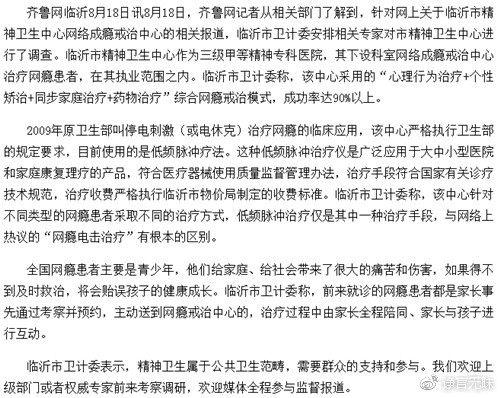 齐鲁网临沂8月18日讯8月18日，齐鲁网记者从相关部门了解到，针对网上关于临沂市精
神卫生中心网络成瘾戒治中心的相关报道，临沂市卫计委安排相关专家对市精神卫生中心进
行了调查。临沂市精神卫生中心作为三级甲等精神专科医院，其下设科室网络成瘾戒治中心
治疗网瘾患者，在其执业范围之内。临沂市卫计委称，该中心采用的“心理行为治疗+个性
矫治+同步家庭治疗+药物治疗”综合网瘾戒治模式，成功率达90%以上。
2009年原卫生部叫停电刺激（或电休克）治疗网瘾的临床应用，该中心严格执行卫生部
的规定要求，目前使用的是低频脉冲疗法。这种低频脉冲治疗仪是广泛应用于大中小型医院
和家庭康复理疗的产品，符合医疗器械使用质量监督管理办法，治疗手段符合国家有关诊疗
技术规范，治疗收费严格执行临沂市物价局制定的收费标准。临沂市卫计委称，该中心针对
不同类型的网瘾患者采取不同的治疗方式，低频脉冲治疗仅是其中一种治疗手段，与网络上
热议的“网瘾电击治疗”有根本的区别。
全国网瘾患者主要是青少年，他们给家庭、给社会带来了很大的痛苦和伤害，如果得不
到及时救治，将会贻误孩子的健康成长。临沂市卫计委称，前来就诊的网瘾患者都是家长事
先通过考察并预约，主动送到网瘾戒治中心的，治疗过程中由家长全程陪同、家长与孩子进
行互动。
临沂市卫计委表示，精神卫生属于公共卫生范畴，需要群众的支持和参与。我们欢迎上
级部门或者权威专家前来考察调研，欢迎媒体全程参与监督报道。